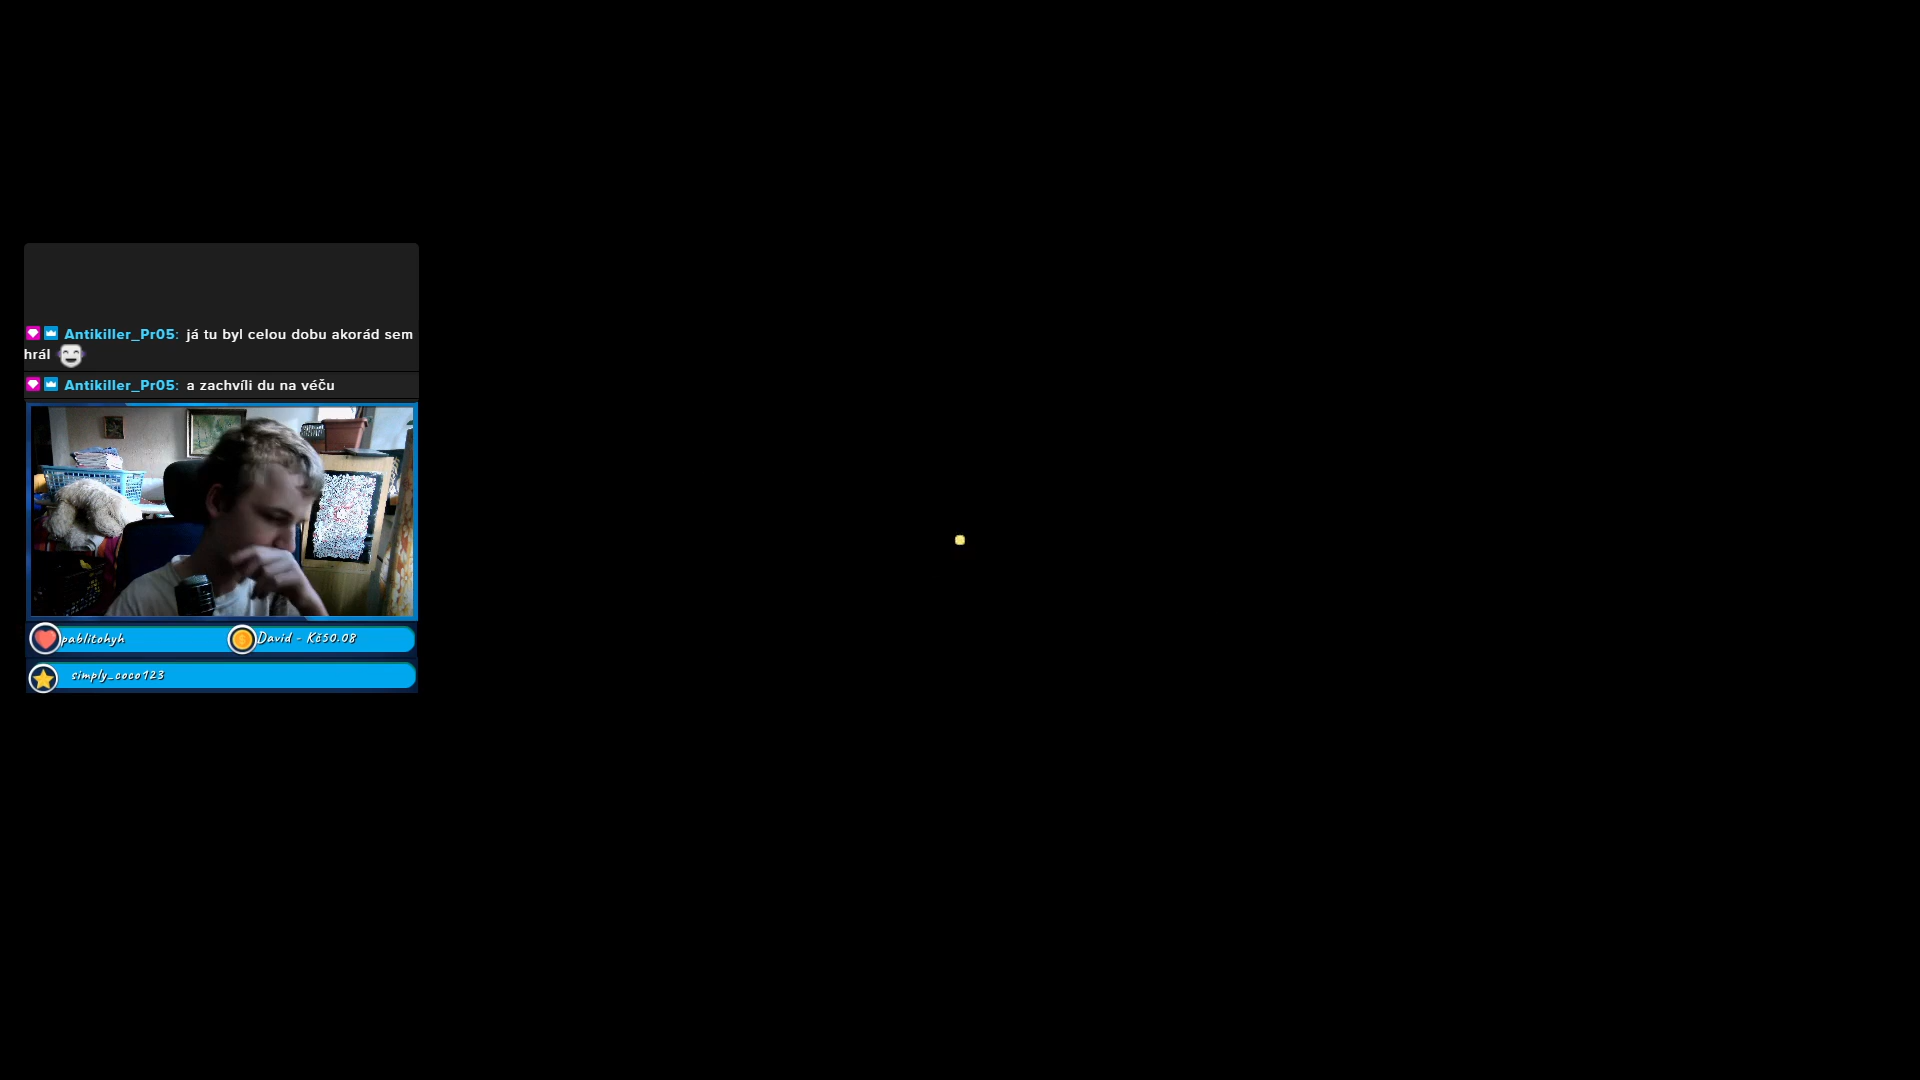 Antikiller_Pr05: já tu byl celou dobu akorád sem
hrál
Antikiller_Pr05: a zachvíli du na véču
pablitohyh
David - Kč50.08
simply_coco123